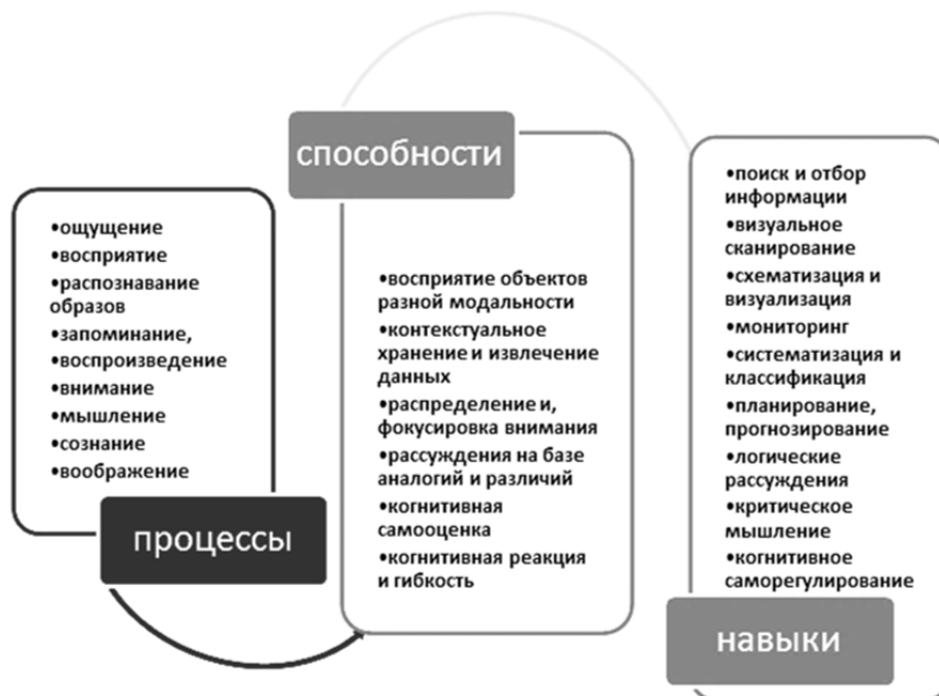 процессы
•ощущение
•восприятие
•распознавание
образов
•запоминание,
•воспроизведение
•внимание
•мышление
•сознание
•воображение
способности
•восприятие объектов
разной модальности
•контекстуальное
хранение и извлечение
данных
•распределение и,
фокусировка внимания
•рассуждения на базе
аналогий и различий
•когнитивная
самооценка
•когнитивная реакция
и гибкость
•поиск и отбор
информации
•визуальное
сканирование
•схематизация и
визуализация
•мониторинг
•систематизация и
классификация
•планирование,
прогнозирование
•логические
рассуждения
•критическое
мышление
•когнитивное
саморегулирование
навыки